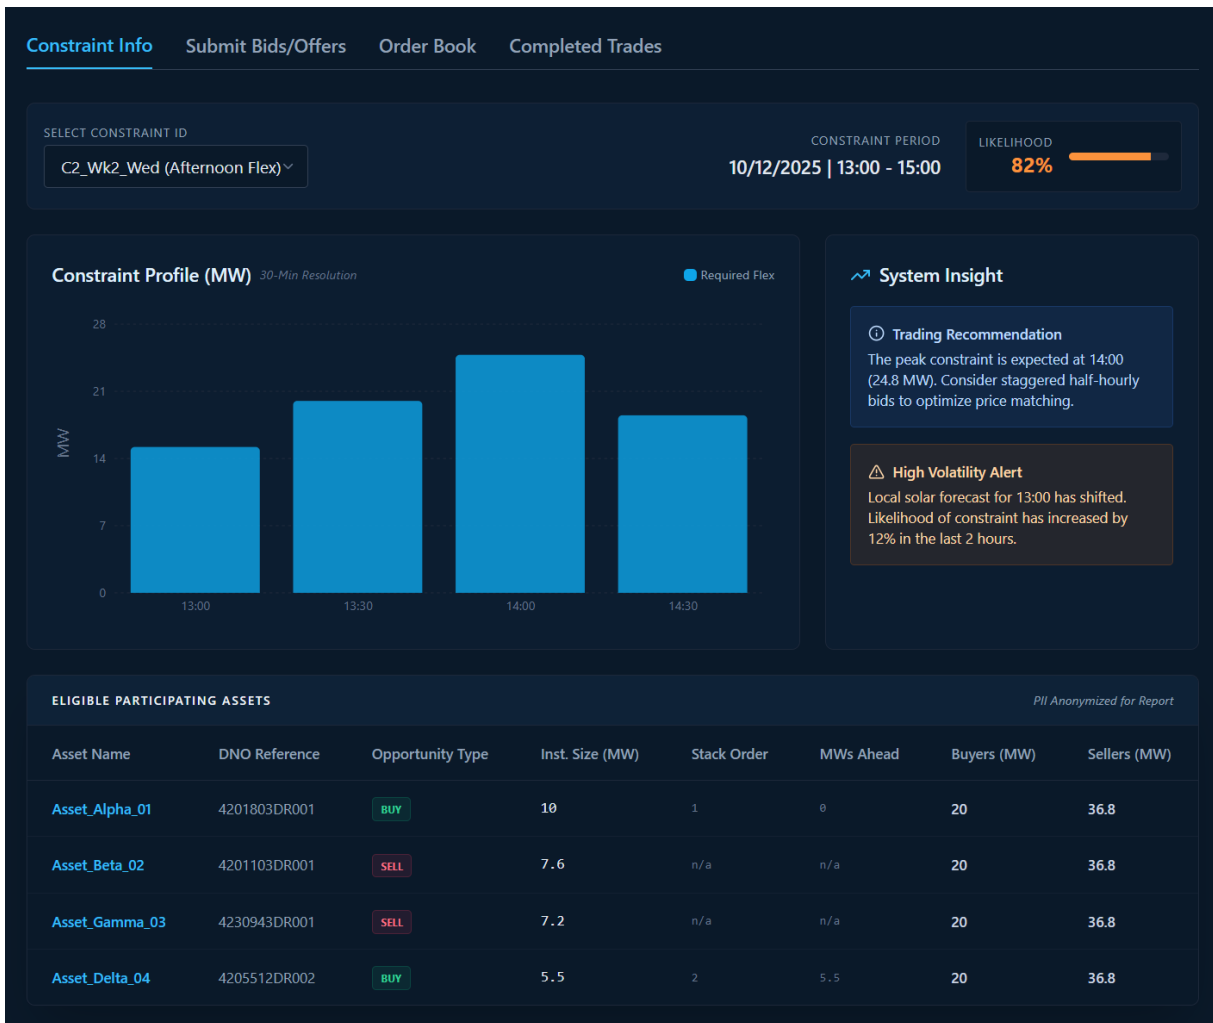 Constraint Info Submit Bids/Offers Order Book Completed Trades
SELECT CONSTRAINT ID
C2_Wk2_Wed (Afternoon Flex)
CONSTRAINT PERIOD
10/12/2025 | 13:00 - 15:00
LIKELIHOOD
82%
Constraint Profile (MW) 30-Min Resolution
Required Flex
MW
28
21
14
7
0
13:00 13:30 14:00 14:30
System Insight
Trading Recommendation
The peak constraint is expected at 14:00
(24.8 MW). Consider staggered half-hourly
bids to optimize price matching.
High Volatility Alert
Local solar forecast for 13:00 has shifted.
Likelihood of constraint has increased by
12% in the last 2 hours.
ELIGIBLE PARTICIPATING ASSETS
PII Anonymized for Report
Asset Name DNO Reference Opportunity Type Inst. Size (MW) Stack Order MWs Ahead Buyers (MW) Sellers (MW)
Asset_Alpha_01 4201803DR001 BUY 10 1 0 20 36.8
Asset_Beta_02 4201103DR001 SELL 7.6 n/a n/a 20 36.8
Asset_Gamma_03 4230943DR001 SELL 7.2 n/a n/a 20 36.8
Asset_Delta_04 4205512DR002 BUY 5.5 2 5.5 20 36.8